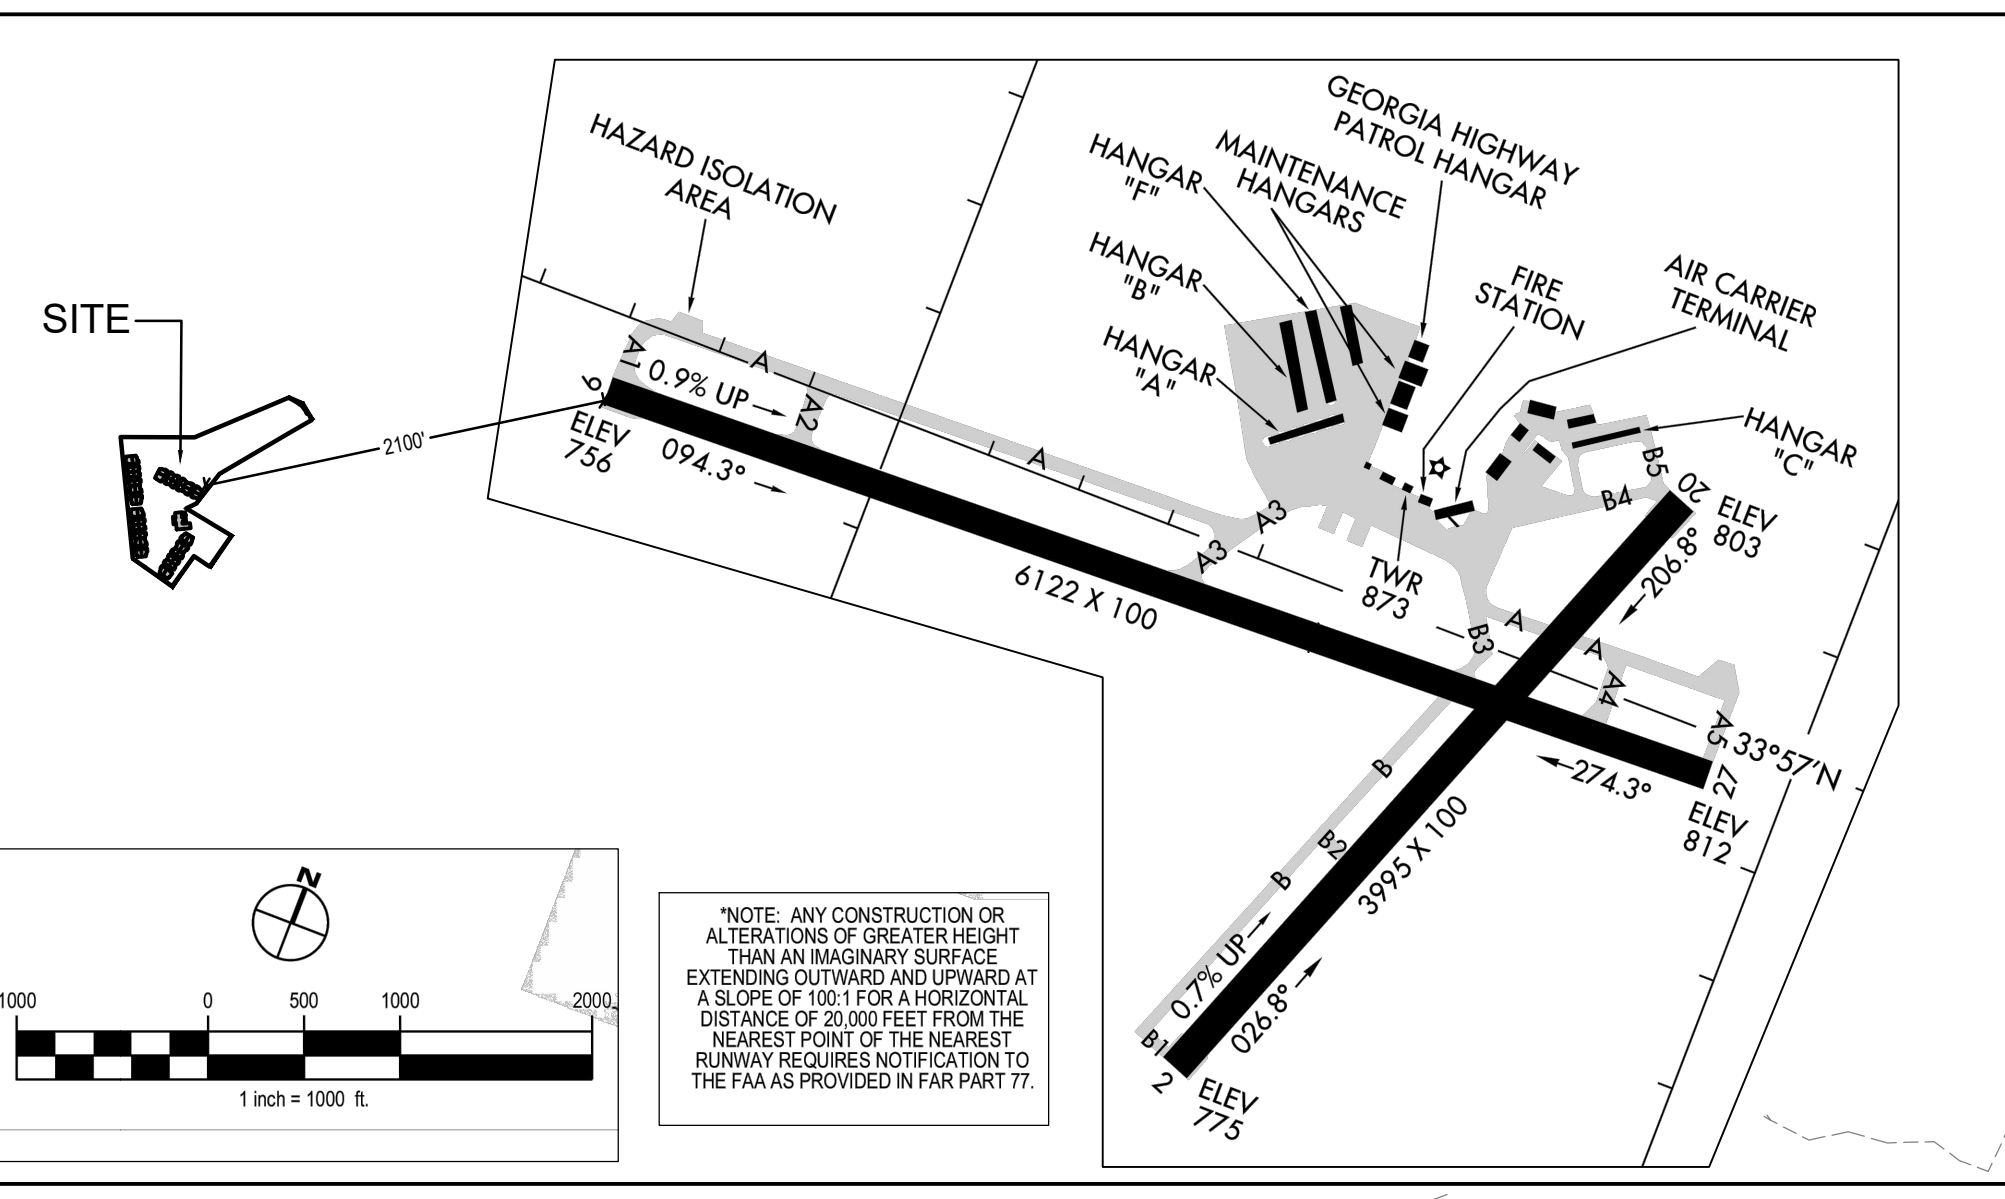 GEORGIA HIGHWAY
PATROL HANGAR
HAZARD ISOLATION
AREA
HANGAR
"F"
MAINTENANCE
HANGARS
HANGAR
"B"
HANGAR
"A"
FIRE
STATION
AIR CARRIER
TERMINAL
HANGAR
"C"
SITE
2100'
9
ELEV
756
A1
0.9% UP
094.3°
A
A2
A
A3
A3
6122 X 100
TWR
873
B5
B4
20
ELEV
803
206.8°
B3
A
A
A4
A5
33°57'N
27
274.3°
ELEV
812
B
B2
B
3995 X 100
0.7% UP
026.8°
B1
2
ELEV
775
N
1000
0
500
1000
2000
1 inch = 1000 ft.
*NOTE: ANY CONSTRUCTION OR
ALTERATIONS OF GREATER HEIGHT
THAN AN IMAGINARY SURFACE
EXTENDING OUTWARD AND UPWARD AT
A SLOPE OF 100:1 FOR A HORIZONTAL
DISTANCE OF 20,000 FEET FROM THE
NEAREST POINT OF THE NEAREST
RUNWAY REQUIRES NOTIFICATION TO
THE FAA AS PROVIDED IN FAR PART 77.